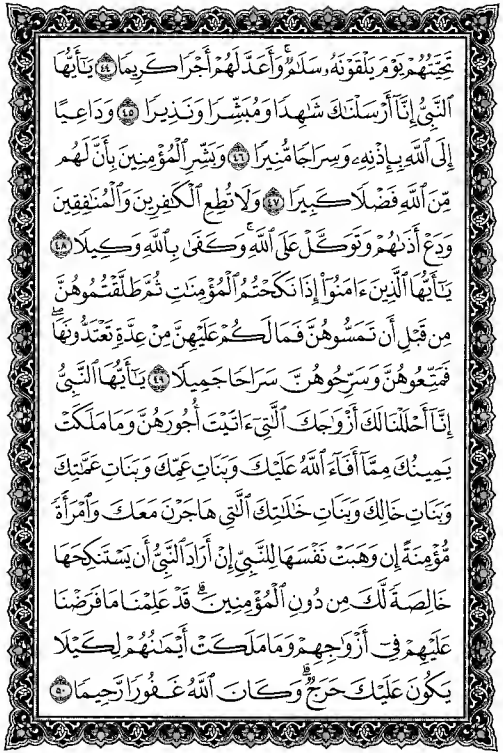 تَحِيَّتُهُمْ يَوْمَ يَلْقَوْنَهُۥ سَلَٰمٌۚ وَأَعَدَّ لَهُمْ أَجْرًا كَرِيمًا ٤٤ يَٰٓأَيُّهَا
ٱلنَّبِىُّ إِنَّآ أَرْسَلْنَٰكَ شَٰهِدًا وَمُبَشِّرًا وَنَذِيرًا ٤٥ وَدَاعِيًا
إِلَى ٱللَّهِ بِإِذْنِهِۦ وَسِرَاجًا مُّنِيرًا ٤٦ وَبَشِّرِ ٱلْمُؤْمِنِينَ بِأَنَّ لَهُم
مِّنَ ٱللَّهِ فَضْلًا كَبِيرًا ٤٧ وَلَا تُطِعِ ٱلْكَٰفِرِينَ وَٱلْمُنَٰفِقِينَ
وَدَعْ أَذَىٰهُمْ وَتَوَكَّلْ عَلَى ٱللَّهِۚ وَكَفَىٰ بِٱللَّهِ وَكِيلًا ٤٨
يَٰٓأَيُّهَا ٱلَّذِينَ ءَامَنُوٓا۟ إِذَا نَكَحْتُمُ ٱلْمُؤْمِنَٰتِ ثُمَّ طَلَّقْتُمُوهُنَّ
مِن قَبْلِ أَن تَمَسُّوهُنَّ فَمَا لَكُمْ عَلَيْهِنَّ مِنْ عِدَّةٍ تَعْتَدُّونَهَاۖ
فَمَتِّعُوهُنَّ وَسَرِّحُوهُنَّ سَرَاحًا جَمِيلًا ٤٩ يَٰٓأَيُّهَا ٱلنَّبِىُّ
إِنَّآ أَحْلَلْنَا لَكَ أَزْوَٰجَكَ ٱلَّٰتِىٓ ءَاتَيْتَ أُجُورَهُنَّ وَمَا مَلَكَتْ
يَمِينُكَ مِمَّآ أَفَآءَ ٱللَّهُ عَلَيْكَ وَبَنَاتِ عَمِّكَ وَبَنَاتِ عَمَّٰتِكَ
وَبَنَاتِ خَالِكَ وَبَنَاتِ خَٰلَٰتِكَ ٱلَّٰتِى هَاجَرْنَ مَعَكَ وَٱمْرَأَةً
مُّؤْمِنَةً إِن وَهَبَتْ نَفْسَهَا لِلنَّبِىِّ إِنْ أَرَادَ ٱلنَّبِىُّ أَن يَسْتَنكِحَهَا
خَالِصَةً لَّكَ مِن دُونِ ٱلْمُؤْمِنِينَۗ قَدْ عَلِمْنَا مَا فَرَضْنَا
عَلَيْهِمْ فِىٓ أَزْوَٰجِهِمْ وَمَا مَلَكَتْ أَيْمَٰنُهُمْ لِكَيْلَا
يَكُونَ عَلَيْكَ حَرَجٌۗ وَكَانَ ٱللَّهُ غَفُورًا رَّحِيمًا ٥٠